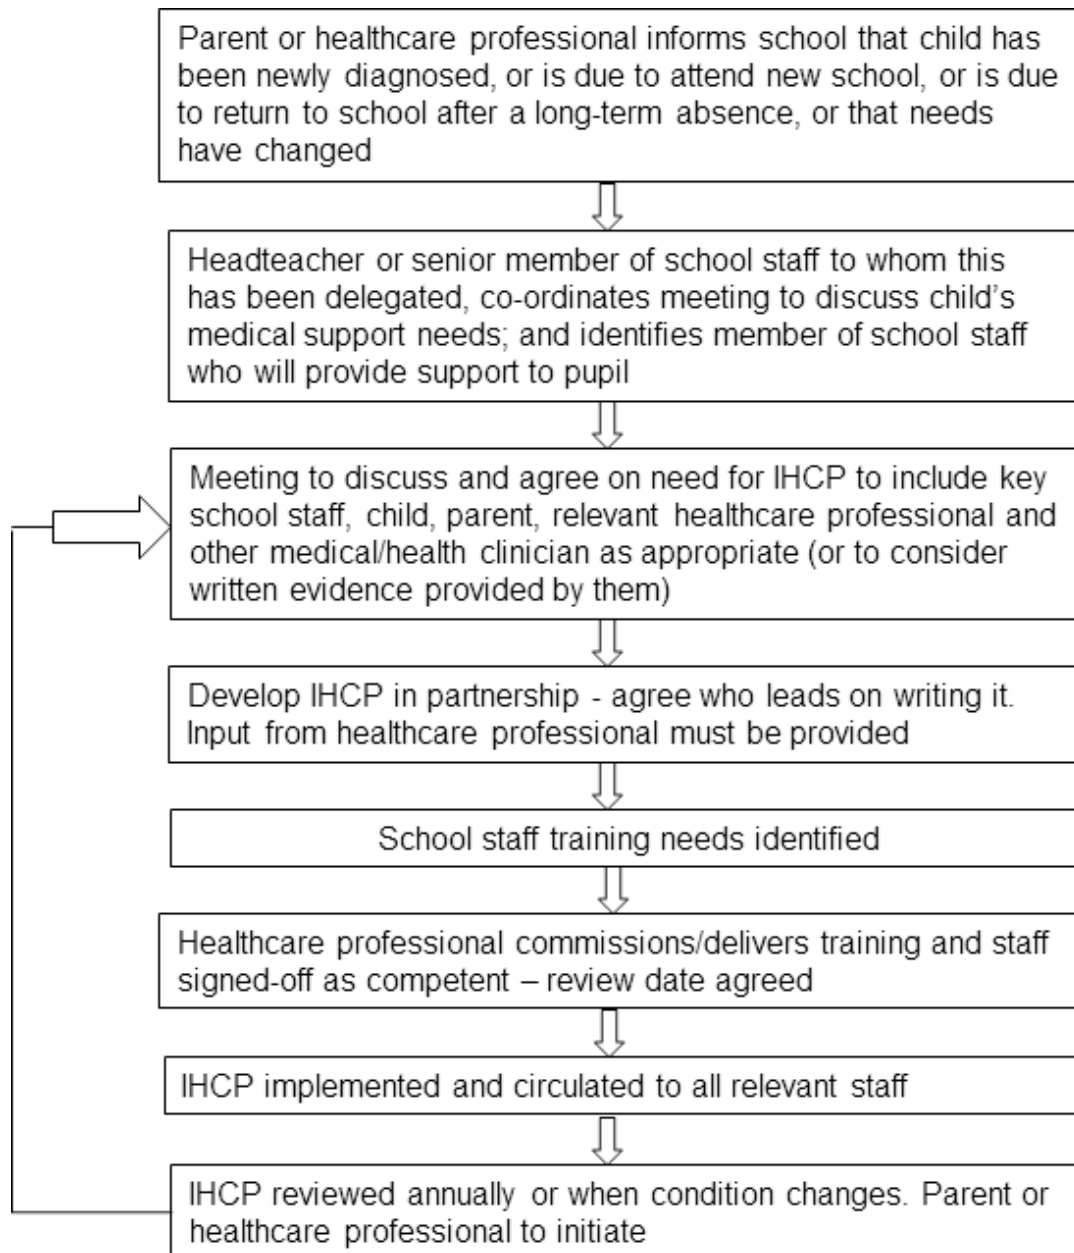 Parent or healthcare professional informs school that child has
been newly diagnosed, or is due to attend new school, or is due
to return to school after a long-term absence, or that needs
have changed
Headteacher or senior member of school staff to whom this
has been delegated, co-ordinates meeting to discuss child's
medical support needs; and identifies member of school staff
who will provide support to pupil
Meeting to discuss and agree on need for IHCP to include key
school staff, child, parent, relevant healthcare professional and
other medical/health clinician as appropriate (or to consider
written evidence provided by them)
Develop IHCP in partnership - agree who leads on writing it.
Input from healthcare professional must be provided
School staff training needs identified
Healthcare professional commissions/delivers training and staff
signed-off as competent – review date agreed
IHCP implemented and circulated to all relevant staff
IHCP reviewed annually or when condition changes. Parent or
healthcare professional to initiate